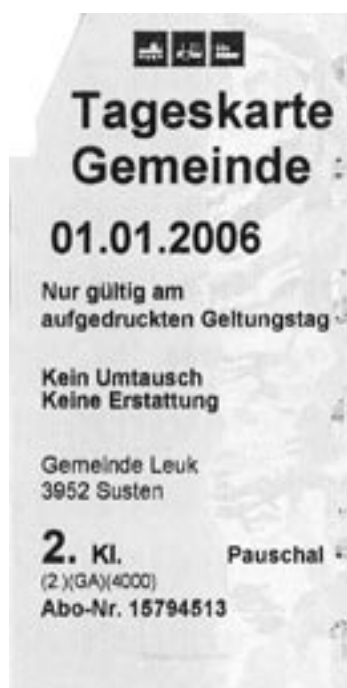 Tageskarte
Gemeinde
01.01.2006
Nur gültig am
aufgedruckten Geltungstag
Kein Umtausch
Keine Erstattung
Gemeinde Leuk
3952 Susten
2. Kl. Pauschal
(2.)(GA)(4000)
Abo-Nr. 15794513